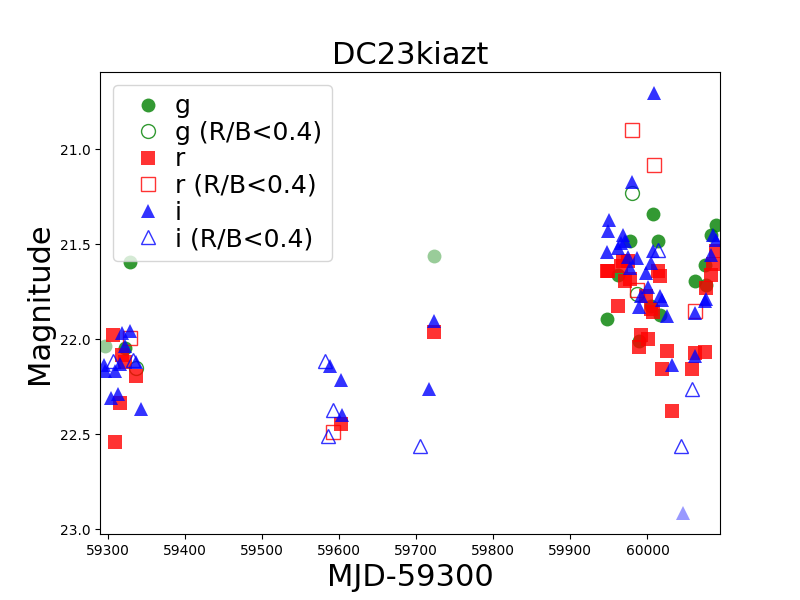 DC23kiazt
g
g (R/B<0.4)
r
r (R/B<0.4)
i
i (R/B<0.4)
Magnitude
21.0
21.5
22.0
22.5
23.0
59300 59400 59500 59600 59700 59800 59900 60000
MJD-59300